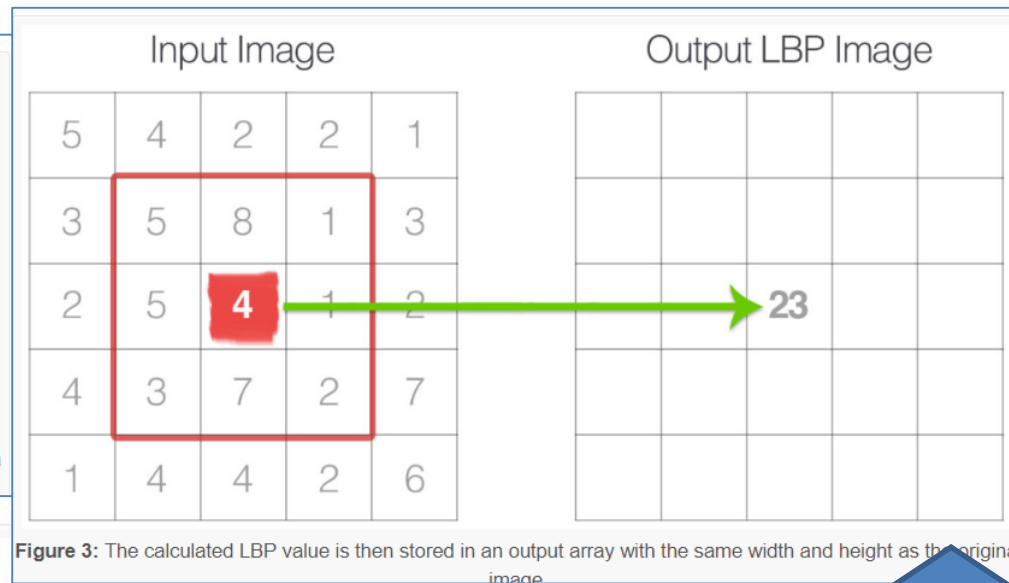 Input Image
Output LBP Image
5 4 2 2 1
3 5 8 1 3
2 5 4 1 2
23
4 3 7 2 7
1 4 4 2 6
Figure 3: The calculated LBP value is then stored in an output array with the same width and height as the
image